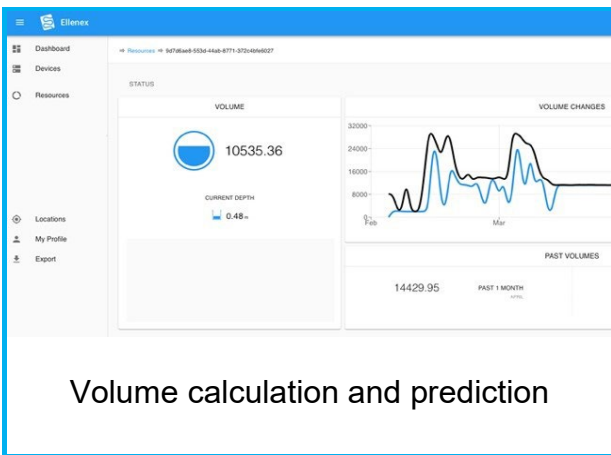 Ellenex
Dashboard
Devices
Resources
Locations
My Profile
Export
⇒ Resources ⇒ 9d7d6ae8-553d-44ab-8771-372c4bfe6027
STATUS
VOLUME
10535.36
CURRENT DEPTH
0.48 m
VOLUME CHANGES
32000
24000
16000
8000
0
Feb
Mar
PAST VOLUMES
14429.95
PAST 1 MONTH
APRIL
Volume calculation and prediction